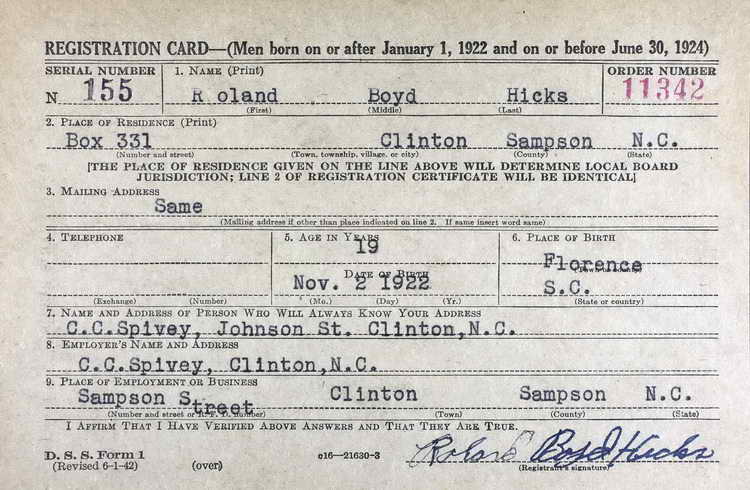 REGISTRATION CARD—(Men born on or after January 1, 1922 and on or before June 30, 1924)
SERIAL NUMBER 1. NAME (Print) ORDER NUMBER
N 155 Roland Boyd Hicks 11342
(First) (Middle) (Last)
2. PLACE OF RESIDENCE (Print)
Box 331 Clinton Sampson N.C.
(Number and street) (Town, township, village, or city) (County) (State)
[THE PLACE OF RESIDENCE GIVEN ON THE LINE ABOVE WILL DETERMINE LOCAL BOARD
JURISDICTION; LINE 2 OF REGISTRATION CERTIFICATE WILL BE IDENTICAL]
3. MAILING ADDRESS
Same
(Mailing address if other than place indicated on line 2. If same insert word same)
4. TELEPHONE 5. AGE IN YEARS 6. PLACE OF BIRTH
19
Florence
(Town or county)
DATE OF BIRTH
Nov. 2 1922 S.C.
(Exchange) (Number) (Mo.) (Day) (Yr.) (State or country)
7. NAME AND ADDRESS OF PERSON WHO WILL ALWAYS KNOW YOUR ADDRESS
C.C.Spivey, Johnson St. Clinton,N.C.
8. EMPLOYER'S NAME AND ADDRESS
C.C.Spivey, Clinton,N.C.
9. PLACE OF EMPLOYMENT OR BUSINESS
Sampson Street Clinton Sampson N.C.
(Number and street or R. F. D. number) (Town) (County) (State)
I AFFIRM THAT I HAVE VERIFIED ABOVE ANSWERS AND THAT THEY ARE TRUE.
D. S. S. Form 1
(Revised 6-1-42) (over) c16—21630-3 Roland Boyd Hicks
(Registrant's signature)